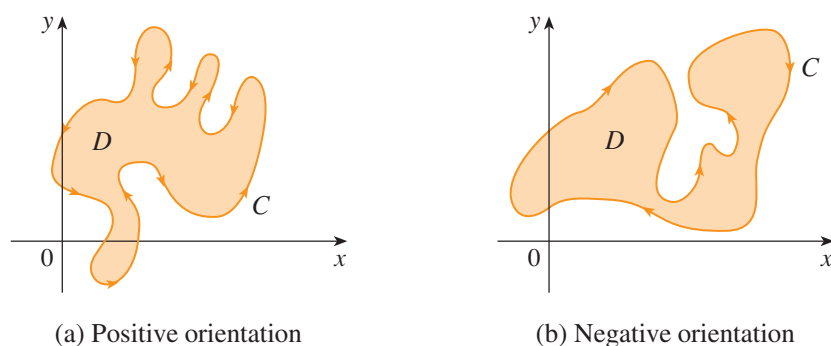 y
D
C
0
x
(a) Positive orientation
y
C
D
0
x
(b) Negative orientation